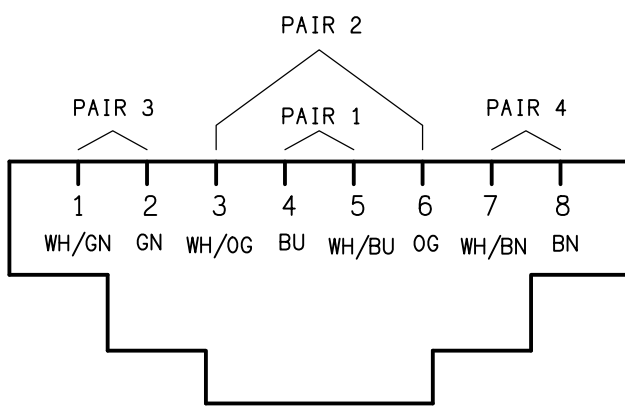 PAIR 2
PAIR 3 PAIR 1 PAIR 4
1 2 3 4 5 6 7 8
WH/GN GN WH/OG BU WH/BU OG WH/BN BN